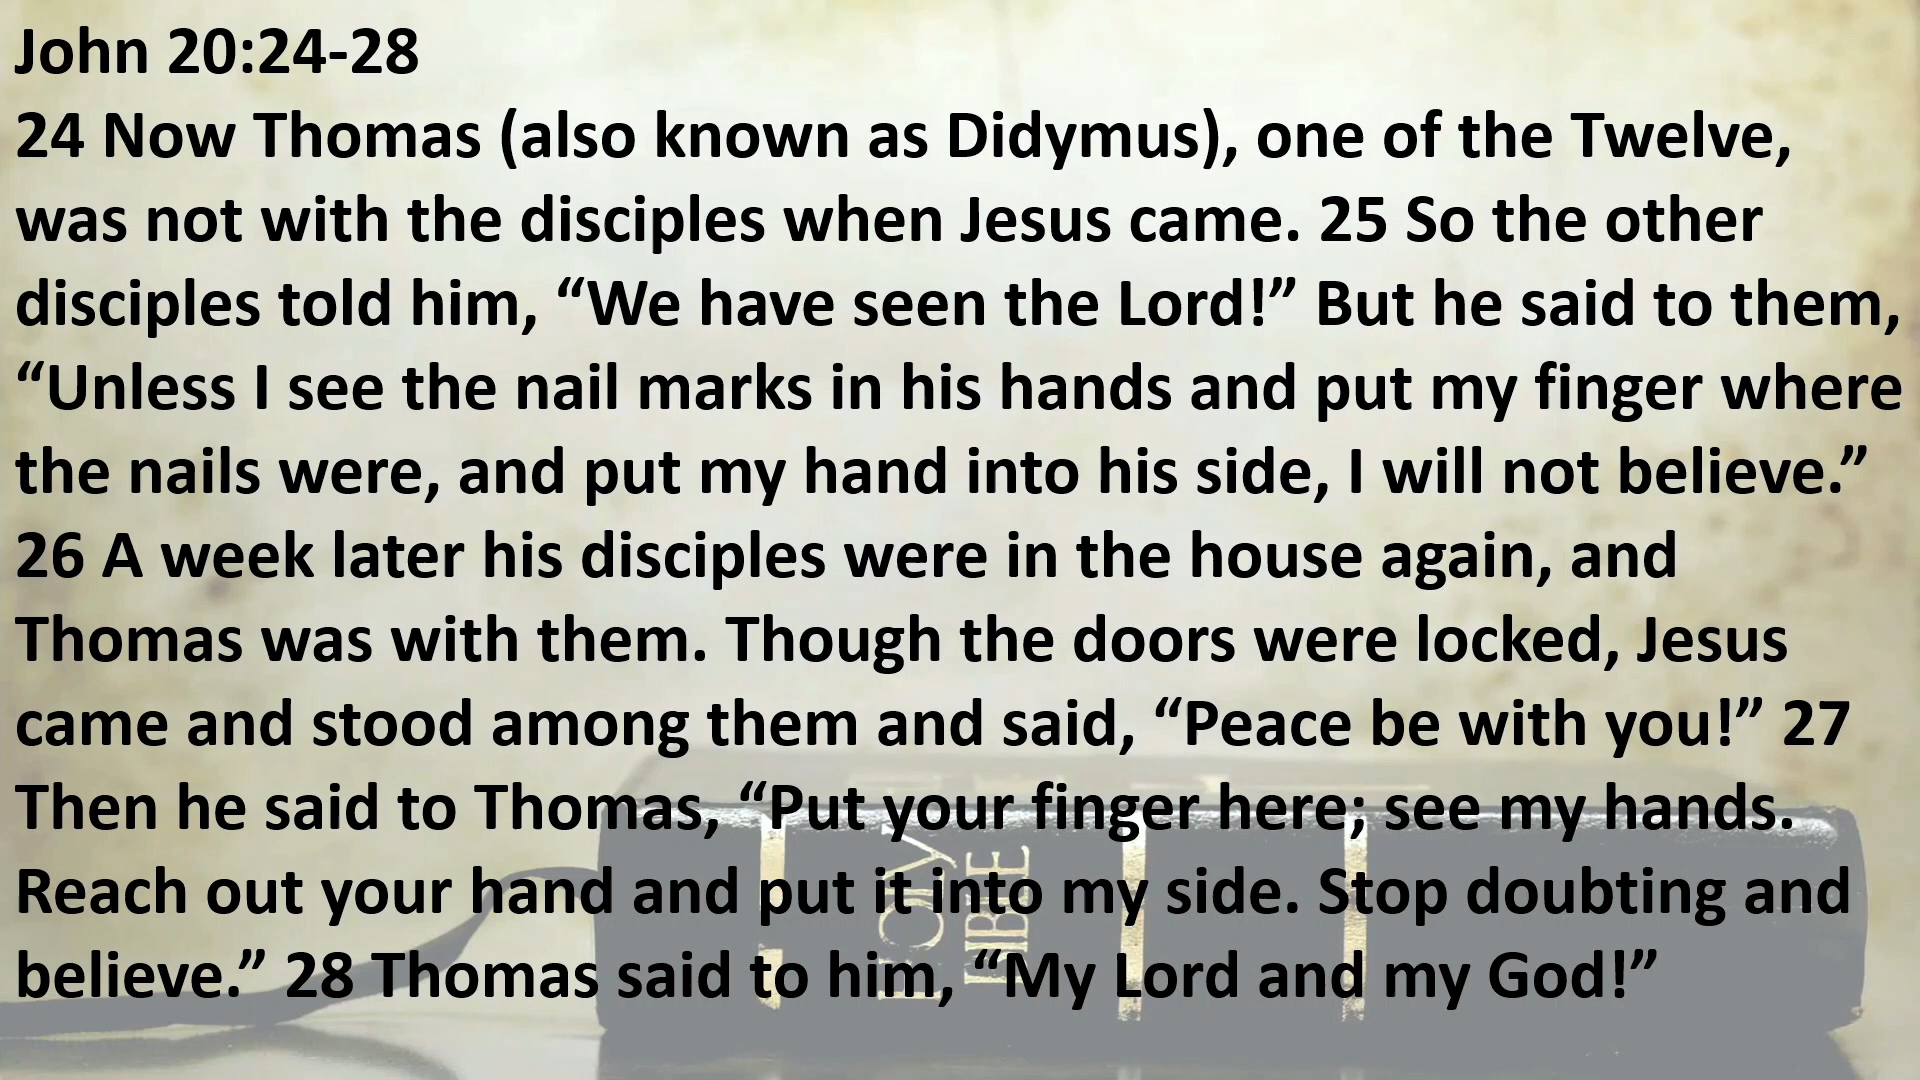 John 20:24-28
24 Now Thomas (also known as Didymus), one of the Twelve,
was not with the disciples when Jesus came. 25 So the other
disciples told him, “We have seen the Lord!” But he said to them,
“Unless I see the nail marks in his hands and put my finger where
the nails were, and put my hand into his side, I will not believe.”
26 A week later his disciples were in the house again, and
Thomas was with them. Though the doors were locked, Jesus
came and stood among them and said, “Peace be with you!” 27
Then he said to Thomas, “Put your finger here; see my hands.
Reach out your hand and put it into my side. Stop doubting and
believe.” 28 Thomas said to him, “My Lord and my God!”
HOLY
BIBLE